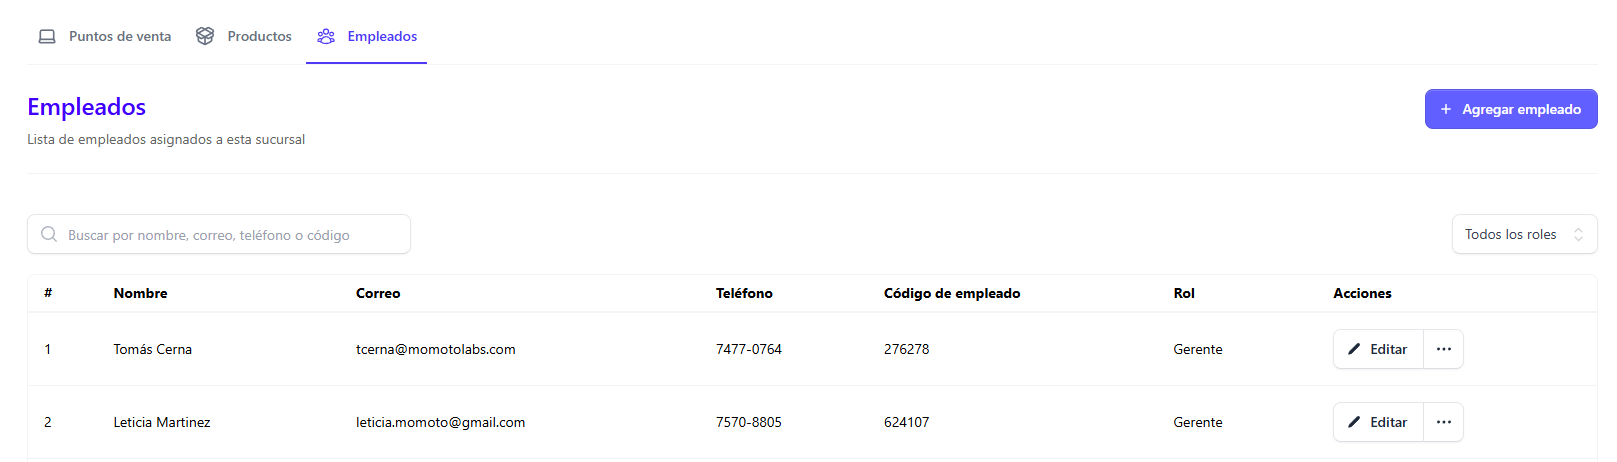 Puntos de venta Productos Empleados
Empleados
+ Agregar empleado
Lista de empleados asignados a esta sucursal
Buscar por nombre, correo, teléfono o código
Todos los roles
# Nombre Correo Teléfono Código de empleado Rol Acciones
1 Tomás Cerna tcerna@momotolabs.com 7477-0764 276278 Gerente Editar ...
2 Leticia Martinez leticia.momoto@gmail.com 7570-8805 624107 Gerente Editar ...